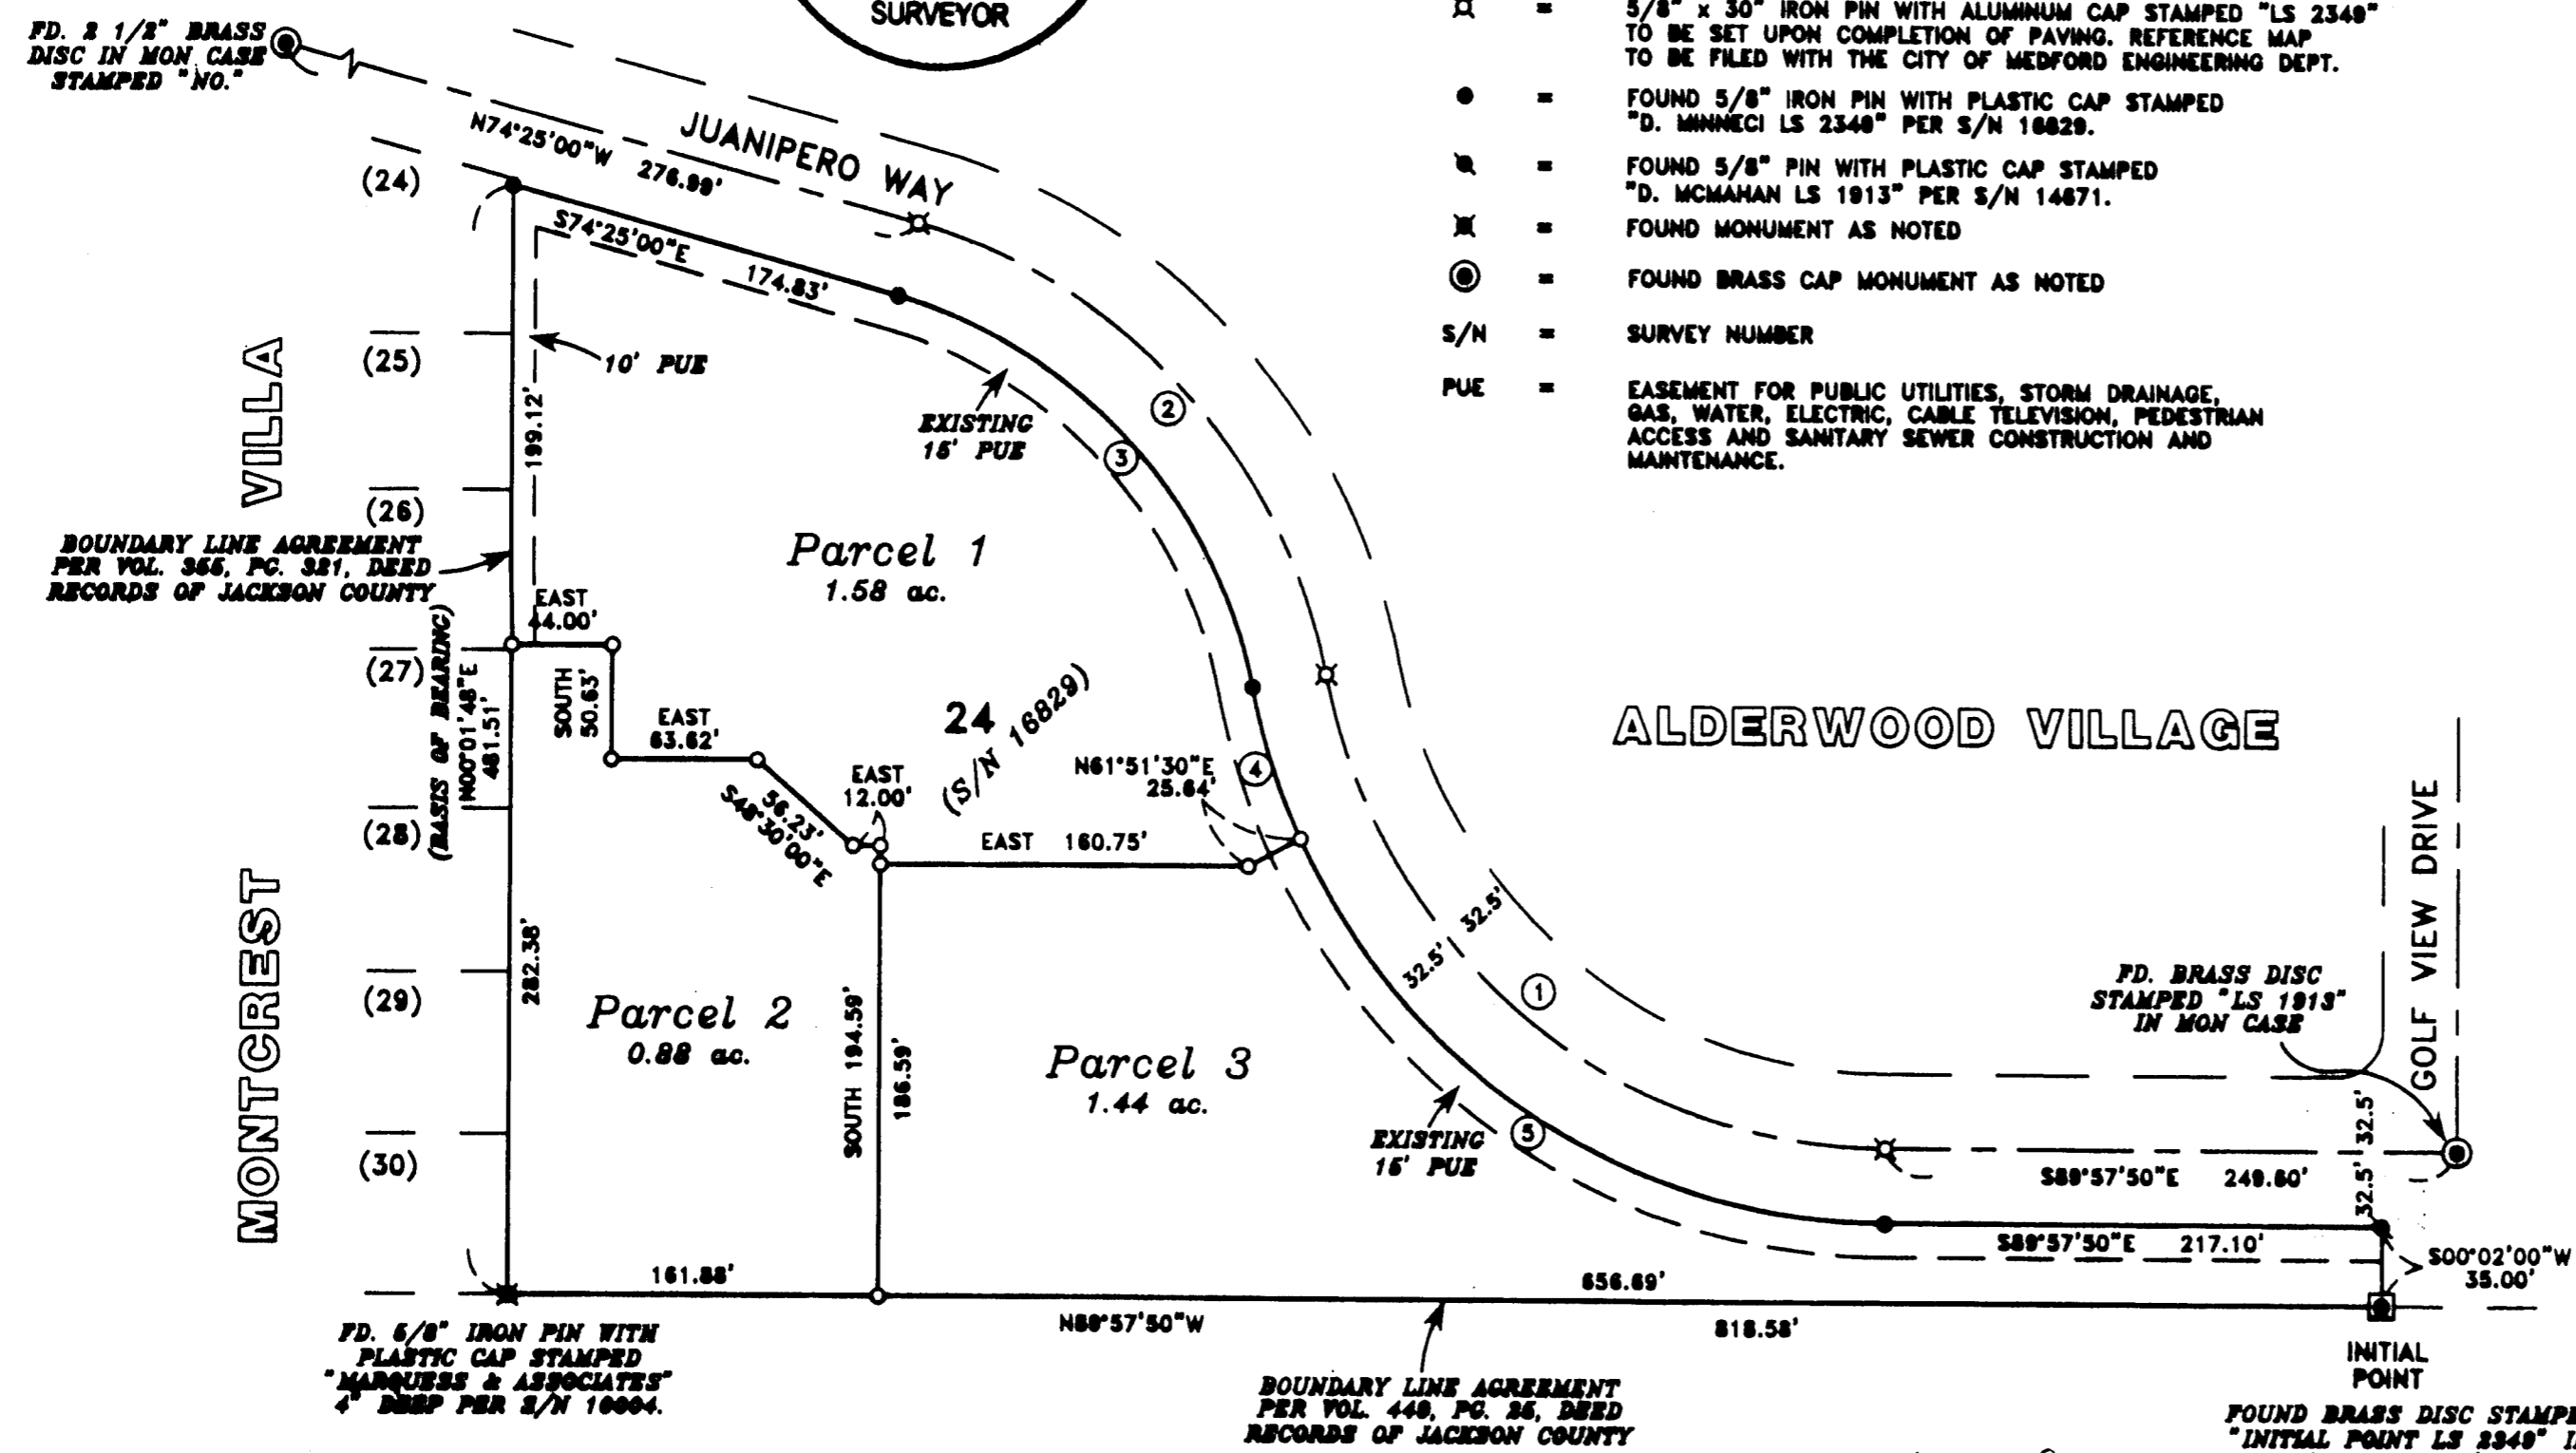 SURVEYOR
FD. 2 1/2" BRASS
DISC IN MON CASE
STAMPED "NO."
= 5/8" x 30" IRON PIN WITH ALUMINUM CAP STAMPED "LS 2349"
TO BE SET UPON COMPLETION OF PAVING. REFERENCE MAP
TO BE FILED WITH THE CITY OF MEDFORD ENGINEERING DEPT.
= FOUND 5/8" IRON PIN WITH PLASTIC CAP STAMPED
"D. MINNECI LS 2349" PER S/N 16829.
= FOUND 5/8" PIN WITH PLASTIC CAP STAMPED
"D. MCMAHAN LS 1913" PER S/N 14671.
= FOUND MONUMENT AS NOTED
= FOUND BRASS CAP MONUMENT AS NOTED
S/N = SURVEY NUMBER
PUE = EASEMENT FOR PUBLIC UTILITIES, STORM DRAINAGE,
GAS, WATER, ELECTRIC, CABLE TELEVISION, PEDESTRIAN
ACCESS AND SANITARY SEWER CONSTRUCTION AND
MAINTENANCE.
N74°25'00"W 276.99'
JUANIPERO WAY
(24)
S74°25'00"E 174.83'
(25)
10' PUE
199.12'
EXISTING
15' PUE
2
3
(26)
VILLA
BOUNDARY LINE AGREEMENT
PER VOL. 355, PG. 321, DEED
RECORDS OF JACKSON COUNTY
Parcel 1
1.58 ac.
EAST
44.00'
(27)
(BASIS OF BEARING)
N00°01'48"E
481.51'
SOUTH
50.63'
EAST
63.62'
24
(S/N 16829)
56.23'
S48°30'00"E
EAST
12.00'
N61°51'30"E
25.64'
4
(28)
EAST 160.75'
ALDERWOOD VILLAGE
GOLF VIEW DRIVE
32.5' 32.5'
1
282.38'
(29)
MONTCREST
Parcel 2
0.88 ac.
SOUTH 194.59'
186.59'
Parcel 3
1.44 ac.
FD. BRASS DISC
STAMPED "LS 1913"
IN MON CASE
EXISTING
15' PUE
5
(30)
32.5' 32.5'
S89°57'50"E 249.60'
S89°57'50"E 217.10'
S00°02'00"W
35.00'
161.88'
656.69'
N89°57'50"W
818.58'
FD. 5/8" IRON PIN WITH
PLASTIC CAP STAMPED
"MARQUESS & ASSOCIATES"
4" DEEP PER S/N 10004.
BOUNDARY LINE AGREEMENT
PER VOL. 449, PG. 25, DEED
RECORDS OF JACKSON COUNTY
INITIAL
POINT
FOUND BRASS DISC
"INITIAL POINT LS 2349"